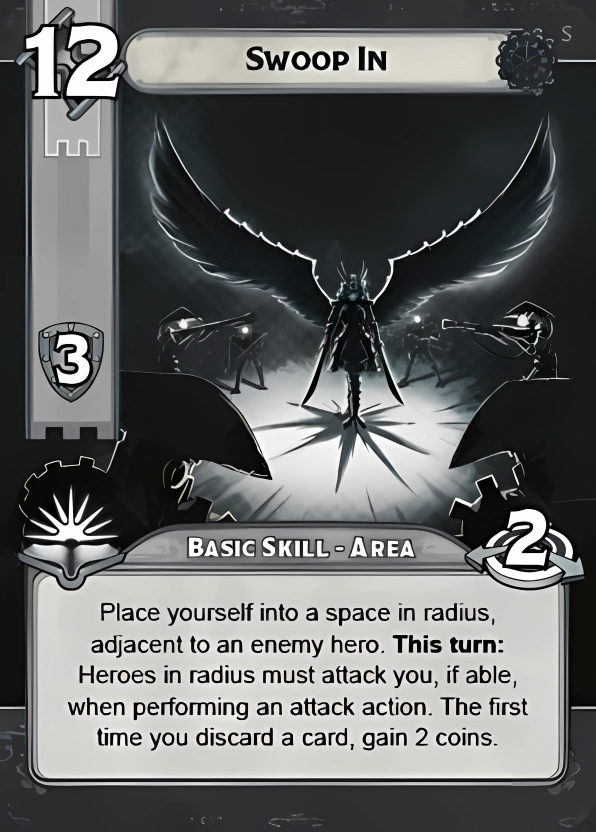 12
Swoop In
3
Basic Skill - Area
2
Place yourself into a space in radius,
adjacent to an enemy hero. This turn:
Heroes in radius must attack you, if able,
when performing an attack action. The first
time you discard a card, gain 2 coins.